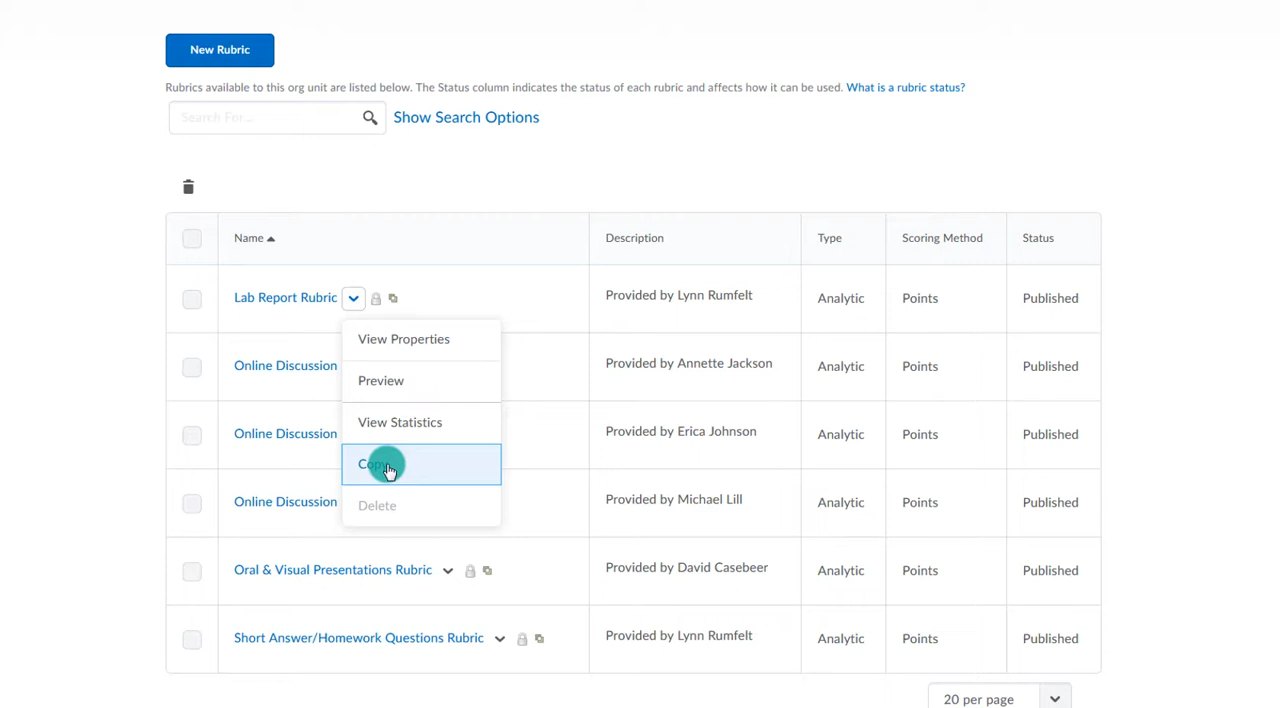 New Rubric
Rubrics available to this org unit are listed below. The Status column indicates the status of each rubric and affects how it can be used. What is a rubric status?
Search For...
Show Search Options
Name Description Type Scoring Method Status
Lab Report Rubric Provided by Lynn Rumfelt Analytic Points Published
View Properties
Online Discussion Provided by Annette Jackson Analytic Points Published
Preview
View Statistics
Online Discussion Provided by Erica Johnson Analytic Points Published
Copy
Online Discussion Provided by Michael Lill Analytic Points Published
Delete
Oral & Visual Presentations Rubric Provided by David Casebeer Analytic Points Published
Short Answer/Homework Questions Rubric Provided by Lynn Rumfelt Analytic Points Published
20 per page